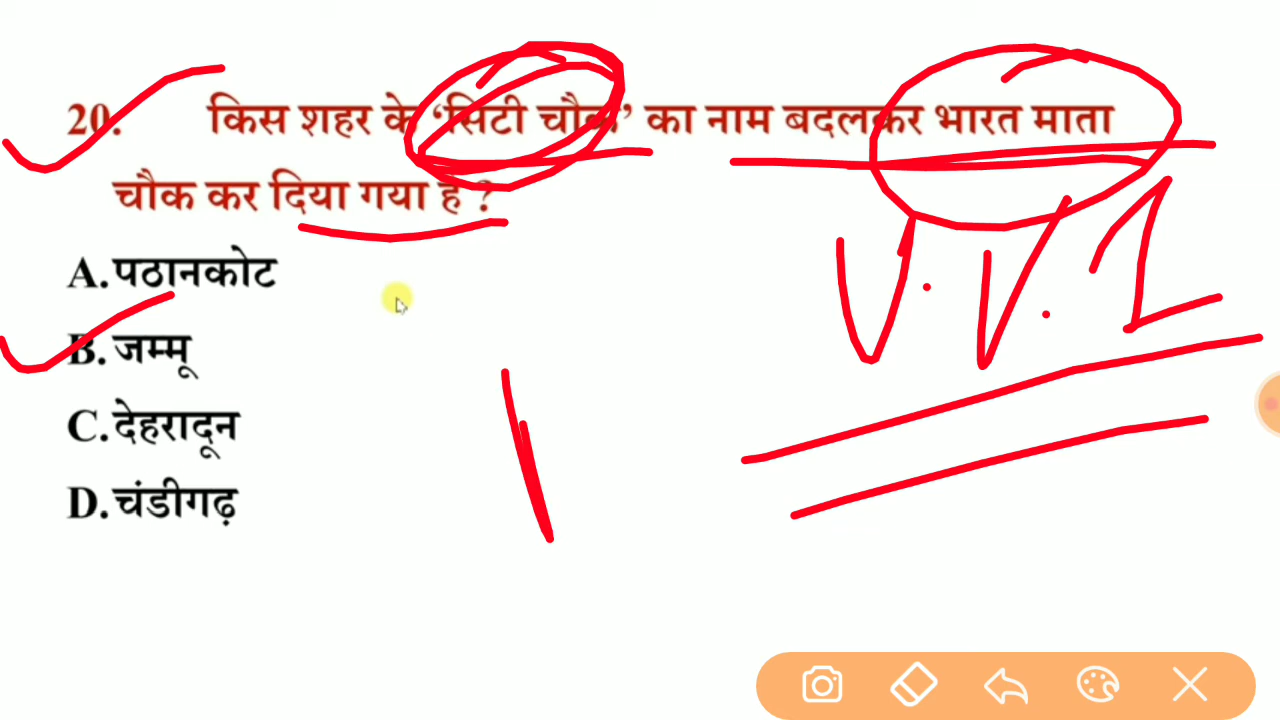 20. किस शहर के ‘सिटी चौक’ का नाम बदलकर भारत माता
चौक कर दिया गया है ?
V.V.I
A. पठानकोट
B. जम्मू
C. देहरादून
D. चंडीगढ़